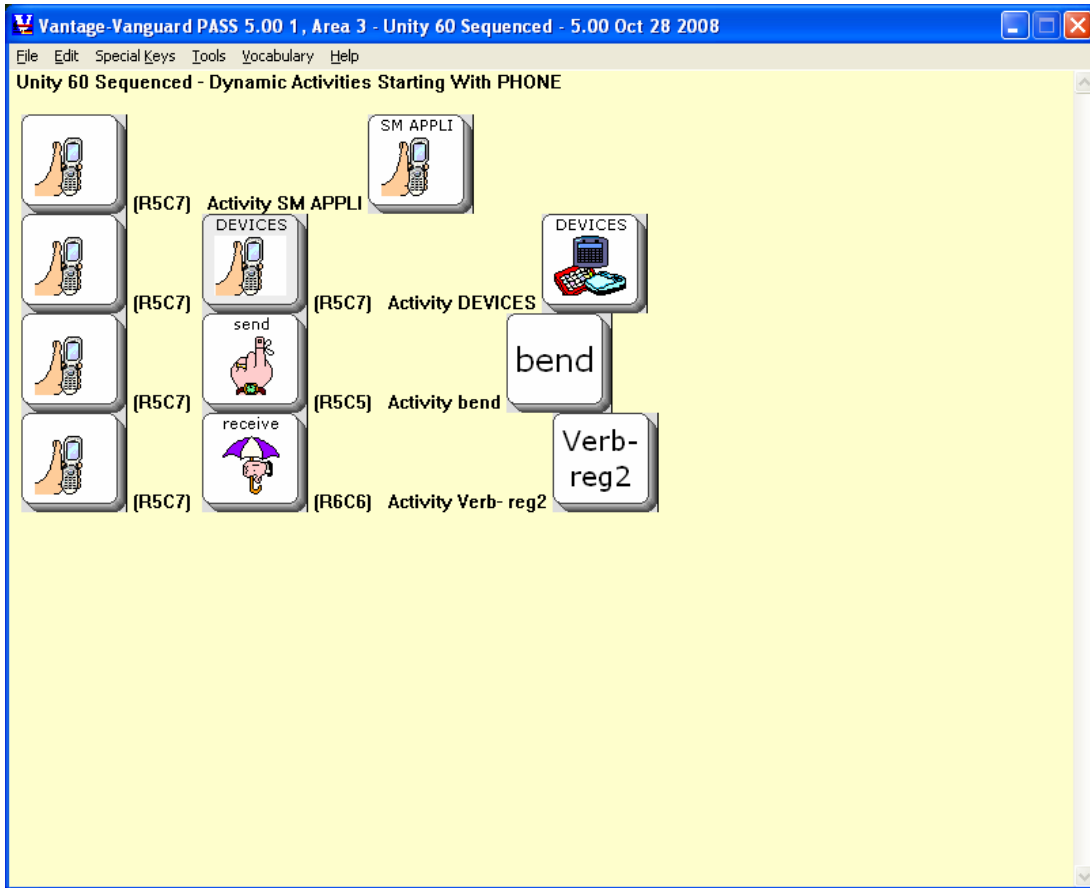 Vantage-Vanguard PASS 5.00 1, Area 3 - Unity 60 Sequenced - 5.00 Oct 28 2008
File Edit Special Keys Tools Vocabulary Help
Unity 60 Sequenced - Dynamic Activities Starting With PHONE
SM APPLI
(R5C7) Activity SM APPLI
DEVICES DEVICES
(R5C7) (R5C7) Activity DEVICES
send
bend
(R5C7) (R5C5) Activity bend
receive
Verb-
reg2
(R5C7) (R6C6) Activity Verb- reg2